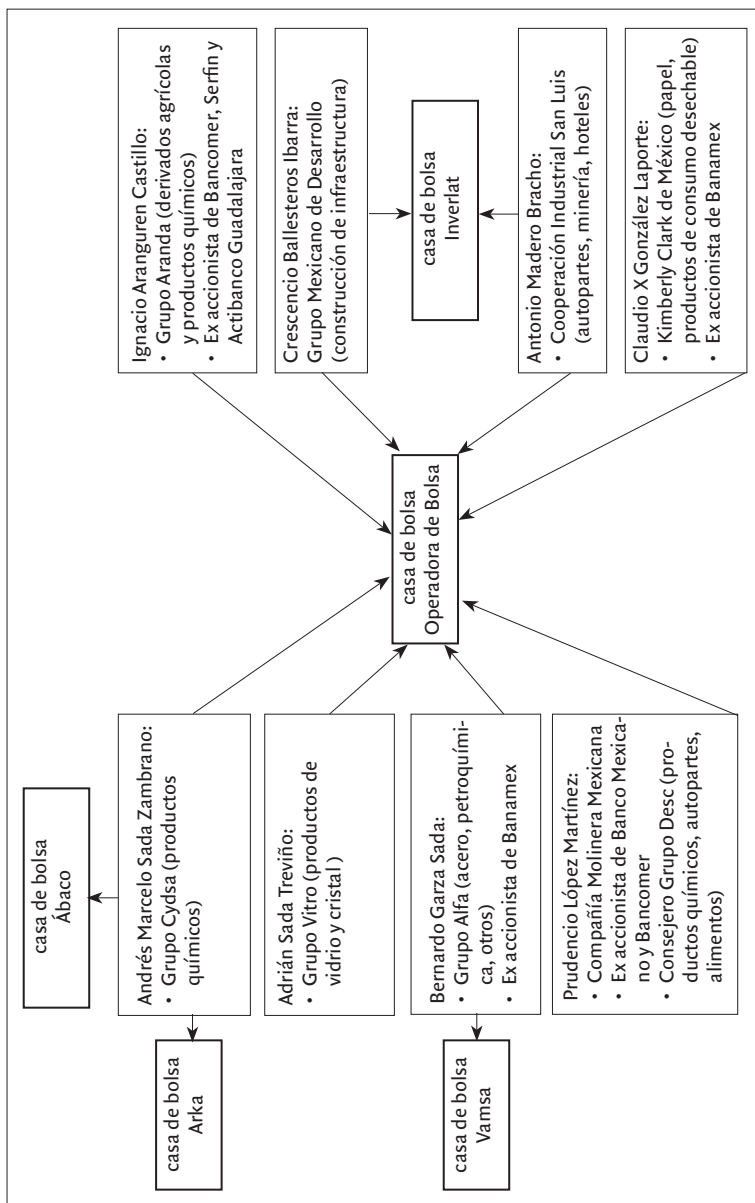 casa de bolsa
Ábaco
casa de bolsa
Arka
Andrés Marcelo Sada Zambrano:
• Grupo Cydsa (productos
químicos)
Adrián Sada Treviño:
• Grupo Vitro (productos de
vidrio y cristal)
casa de bolsa
Vamsa
Bernardo Garza Sada:
• Grupo Alfa (acero, petroquími-
ca, otros)
• Ex accionista de Banamex
Prudencio López Martínez:
• Compañía Molinera Mexicana
• Ex accionista de Banco Mexica-
no y Bancomer
• Consejero Grupo Desc (pro-
ductos químicos, autopartes,
alimentos)
casa de bolsa
Operadora de Bolsa
Ignacio Aranguren Castillo:
• Grupo Aranda (derivados agrícolas
y productos químicos)
• Ex accionista de Bancomer, Serfin y
Actibanco Guadalajara
Crescencio Ballesteros Ibarra:
Grupo Mexicano de Desarrollo
(construcción de infraestructura)
casa de bolsa
Inverlat
Antonio Madero Bracho:
• Cooperación Industrial San Luis
(autopartes, minería, hoteles)
Claudio X González Laporte:
• Kimberly Clark de México (papel,
productos de consumo desechable)
• Ex accionista de Banamex